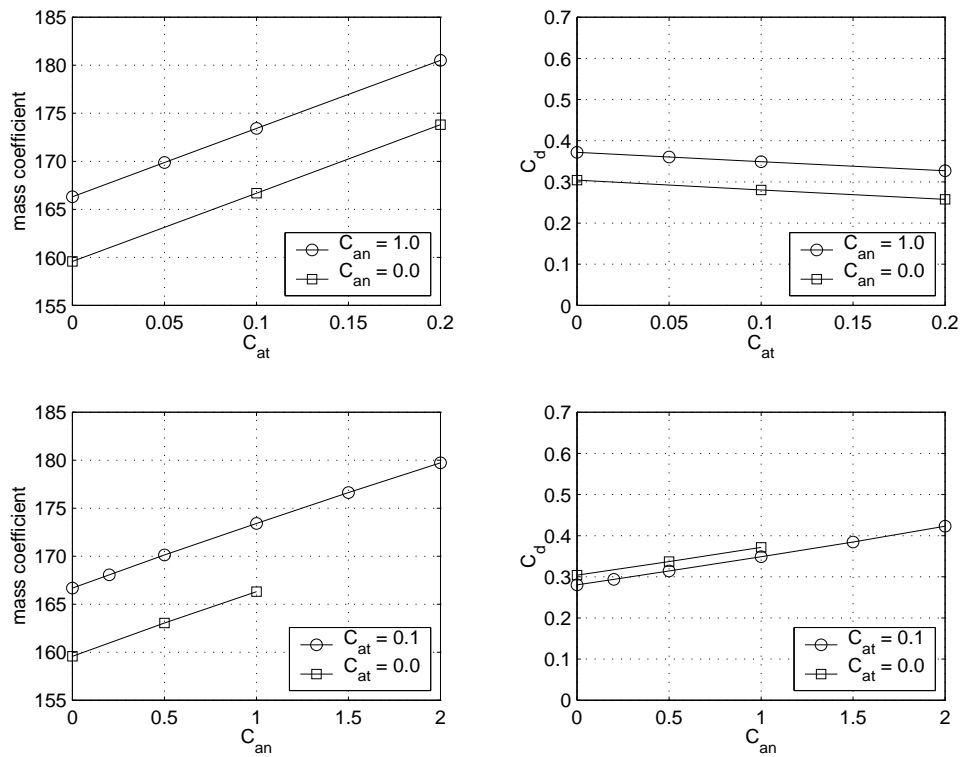 185
180
175
170
165
160
155
mass coefficient
0 0.05 0.1 0.15 0.2
C_at
C_an = 1.0
C_an = 0.0
0.7
0.6
0.5
0.4
0.3
0.2
0.1
0
C_d
0 0.05 0.1 0.15 0.2
C_at
C_an = 1.0
C_an = 0.0
185
180
175
170
165
160
155
mass coefficient
0 0.5 1 1.5 2
C_an
C_at = 0.1
C_at = 0.0
0.7
0.6
0.5
0.4
0.3
0.2
0.1
0
C_d
0 0.5 1 1.5 2
C_an
C_at = 0.1
C_at = 0.0